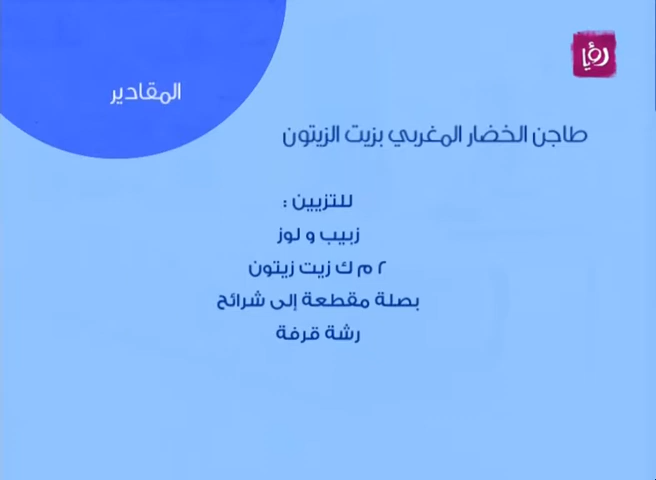 رؤيا
المقادير
طاجن الخضار المغربي بزيت الزيتون
للتزيين :
زبيب و لوز
٢ م ك زيت زيتون
بصلة مقطعة إلى شرائح
رشة قرفة